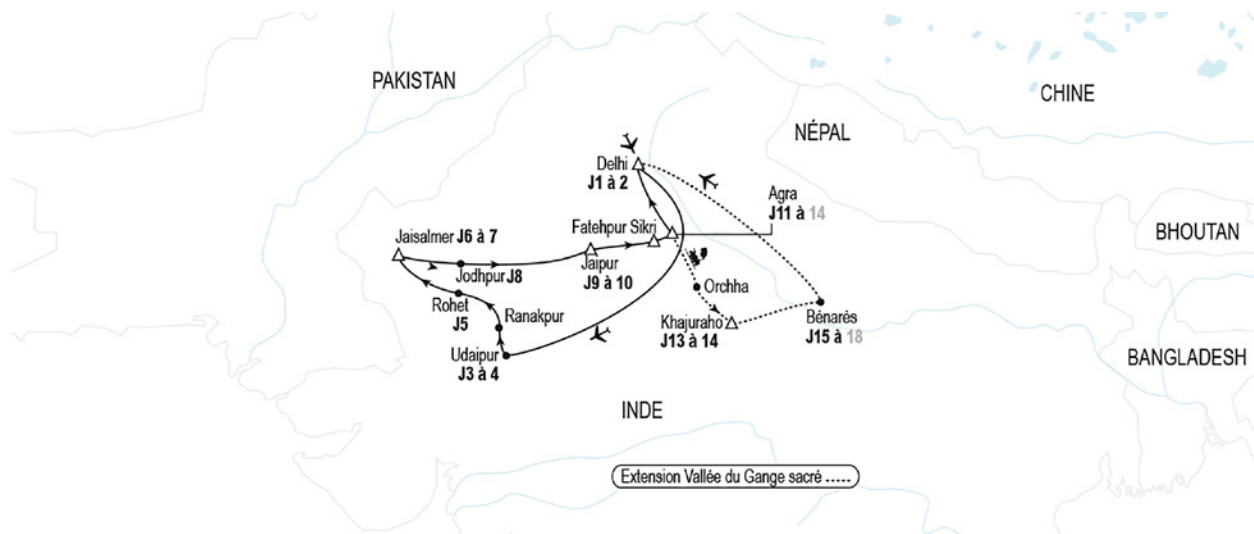 PAKISTAN
CHINE
NÉPAL
Delhi
J1 à 2
Agra
J11 à 14
Fatehpur Sikri
Jaisalmer J6 à 7
Jodhpur J8
Jaipur
J9 à 10
BHOUTAN
Rohet
J5
Ranakpur
Orchha
Khajuraho
J13 à 14
Bénarès
J15 à 18
Udaipur
J3 à 4
BANGLADESH
INDE
Extension Vallée du Gange sacré .....